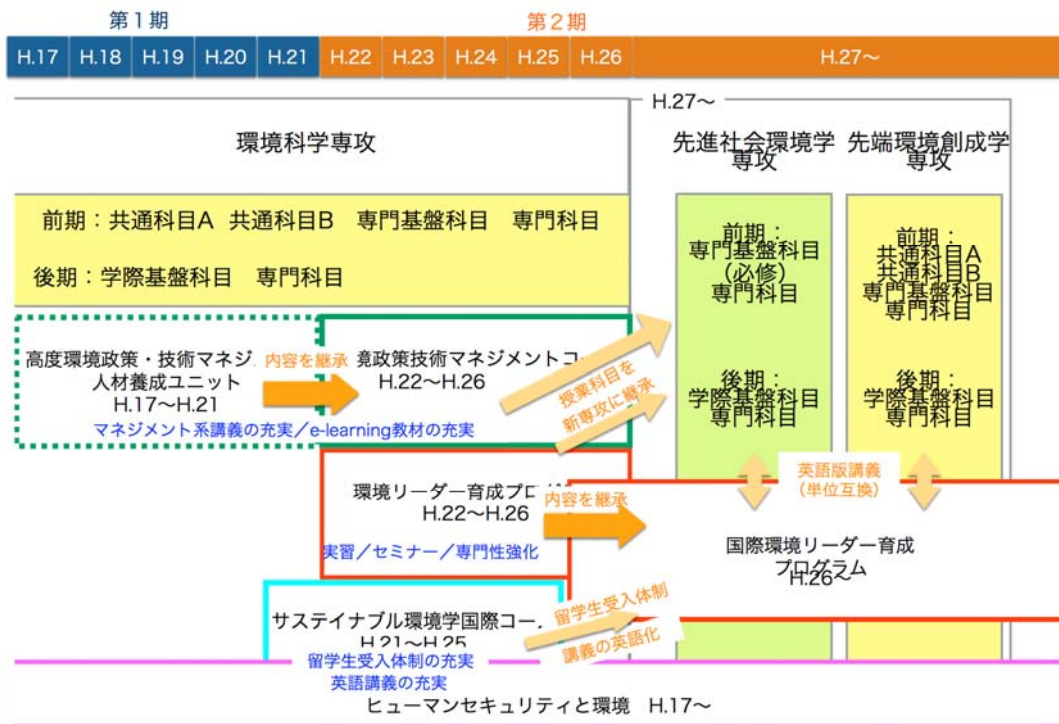 第1期
第2期
H.17 H.18 H.19 H.20 H.21 H.22 H.23 H.24 H.25 H.26 H.27～
H.27～
環境科学専攻
先進社会環境学
専攻
先端環境創成学
専攻
前期：共通科目A 共通科目B 専門基盤科目 専門科目
後期：学際基盤科目 専門科目
前期：
専門基盤科目
（必修）
専門科目
後期：
学際基盤科目
専門科目
前期：
共通科目A
共通科目B
専門基盤科目
専門科目
後期：
学際基盤科目
専門科目
高度環境政策・技術マネジ
人材養成ユニット
H.17～H.21
内容を継承
境政策技術マネジメントコー
H.22～H.26
マネジメント系講義の充実／e-learning教材の充実
授業科目を
新専攻に継承
環境リーダー育成プログ
H.22～H.26
実習／セミナー／専門性強化
内容を継承
英語版講義
（単位互換）
国際環境リーダー育成
プログラム
H.26～
サステイナブル環境学国際コー
H.21～H.25
留学生受入体制の充実
英語講義の充実
留学生受入体制
講義の英語化
ヒューマンセキュリティと環境 H.17～